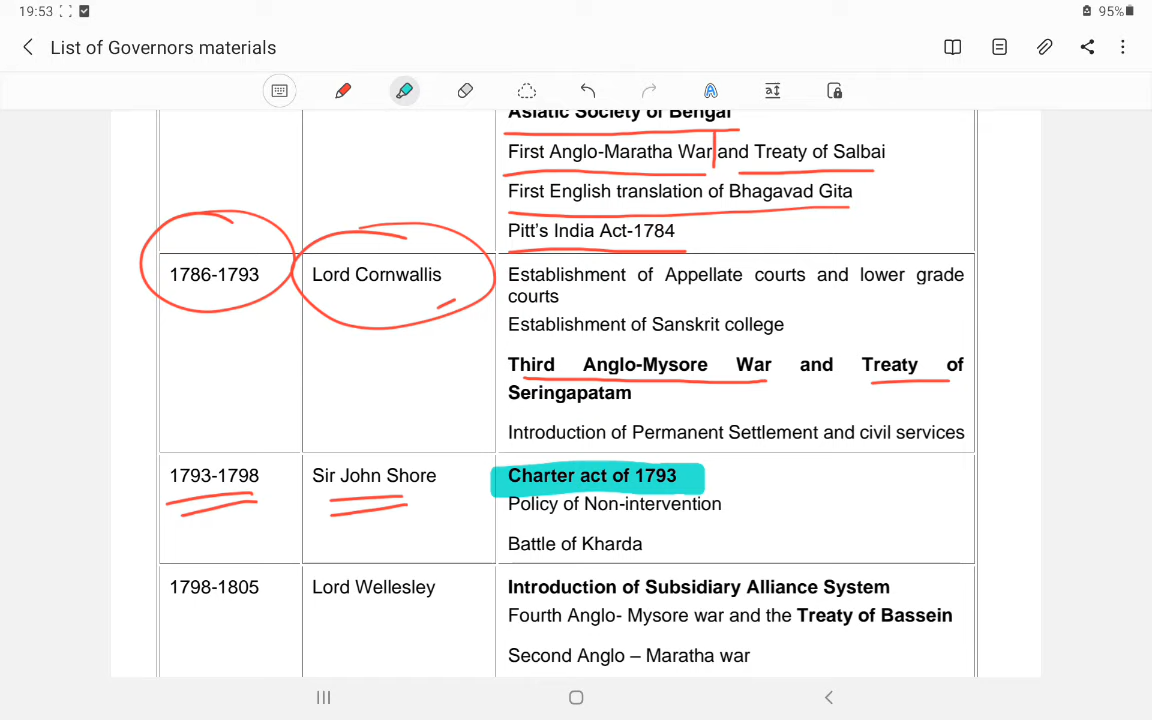 19:53
95%
List of Governors materials
Asiatic Society of Bengal
First Anglo-Maratha War and Treaty of Salbai
First English translation of Bhagavad Gita
Pitt's India Act-1784
1786-1793
Lord Cornwallis
Establishment of Appellate courts and lower grade
courts
Establishment of Sanskrit college
Third Anglo-Mysore War and Treaty of
Seringapatam
Introduction of Permanent Settlement and civil services
1793-1798
Sir John Shore
Charter act of 1793
Policy of Non-intervention
Battle of Kharda
1798-1805
Lord Wellesley
Introduction of Subsidiary Alliance System
Fourth Anglo- Mysore war and the Treaty of Bassein
Second Anglo – Maratha war